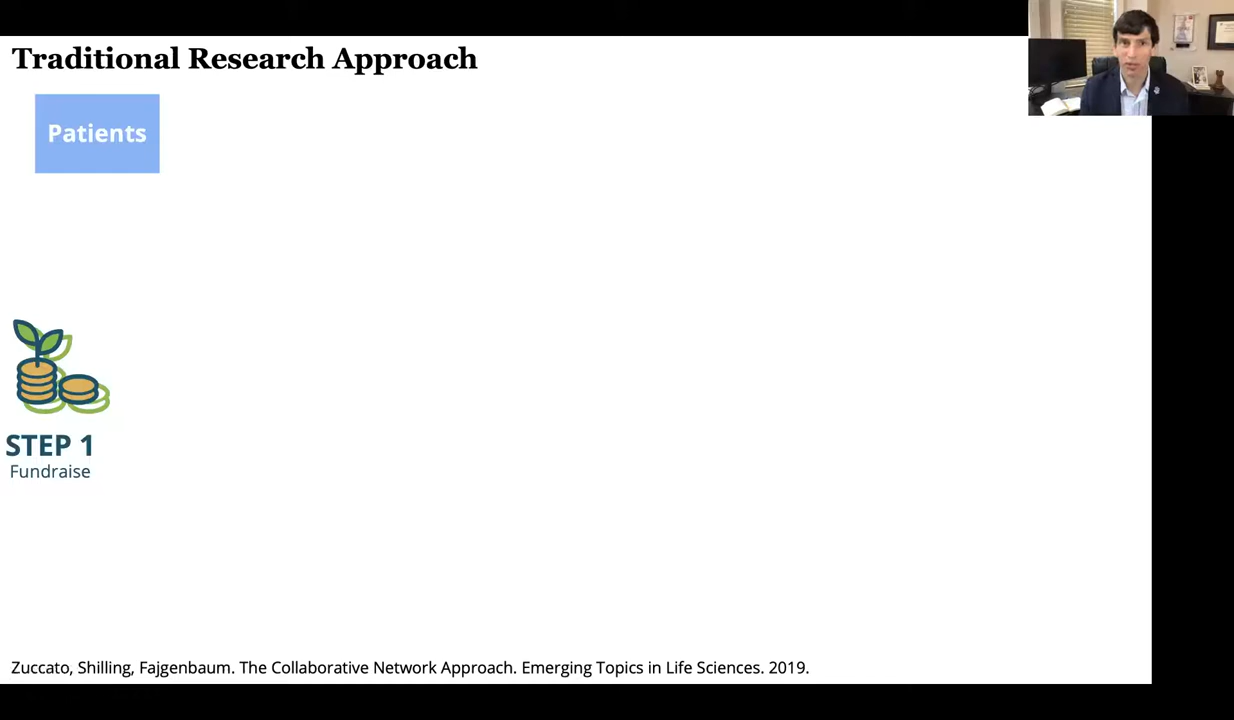 Traditional Research Approach
Patients
STEP 1
Fundraise
Zuccato, Shilling, Fajgenbaum. The Collaborative Network Approach. Emerging Topics in Life Sciences. 2019.